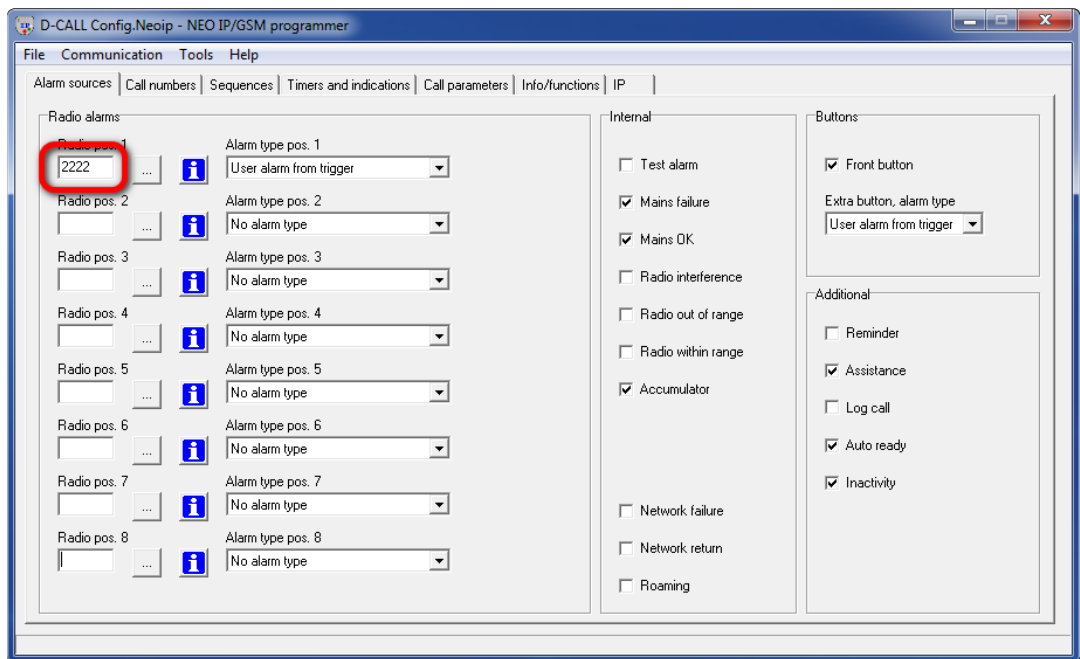 D-CALL Config.Neoip - NEO IP/GSM programmer
File Communication Tools Help
Alarm sources Call numbers Sequences Timers and indications Call parameters Info/functions IP
Radio alarms
Radio pos. 1 Alarm type pos. 1
2222 ... i User alarm from trigger
Radio pos. 2 Alarm type pos. 2
... i No alarm type
Radio pos. 3 Alarm type pos. 3
... i No alarm type
Radio pos. 4 Alarm type pos. 4
... i No alarm type
Radio pos. 5 Alarm type pos. 5
... i No alarm type
Radio pos. 6 Alarm type pos. 6
... i No alarm type
Radio pos. 7 Alarm type pos. 7
... i No alarm type
Radio pos. 8 Alarm type pos. 8
... i No alarm type
Internal
Test alarm
Mains failure
Mains OK
Radio interference
Radio out of range
Radio within range
Accumulator
Network failure
Network return
Roaming
Buttons
Front button
Extra button, alarm type
User alarm from trigger
Additional
Reminder
Assistance
Log call
Auto ready
Inactivity